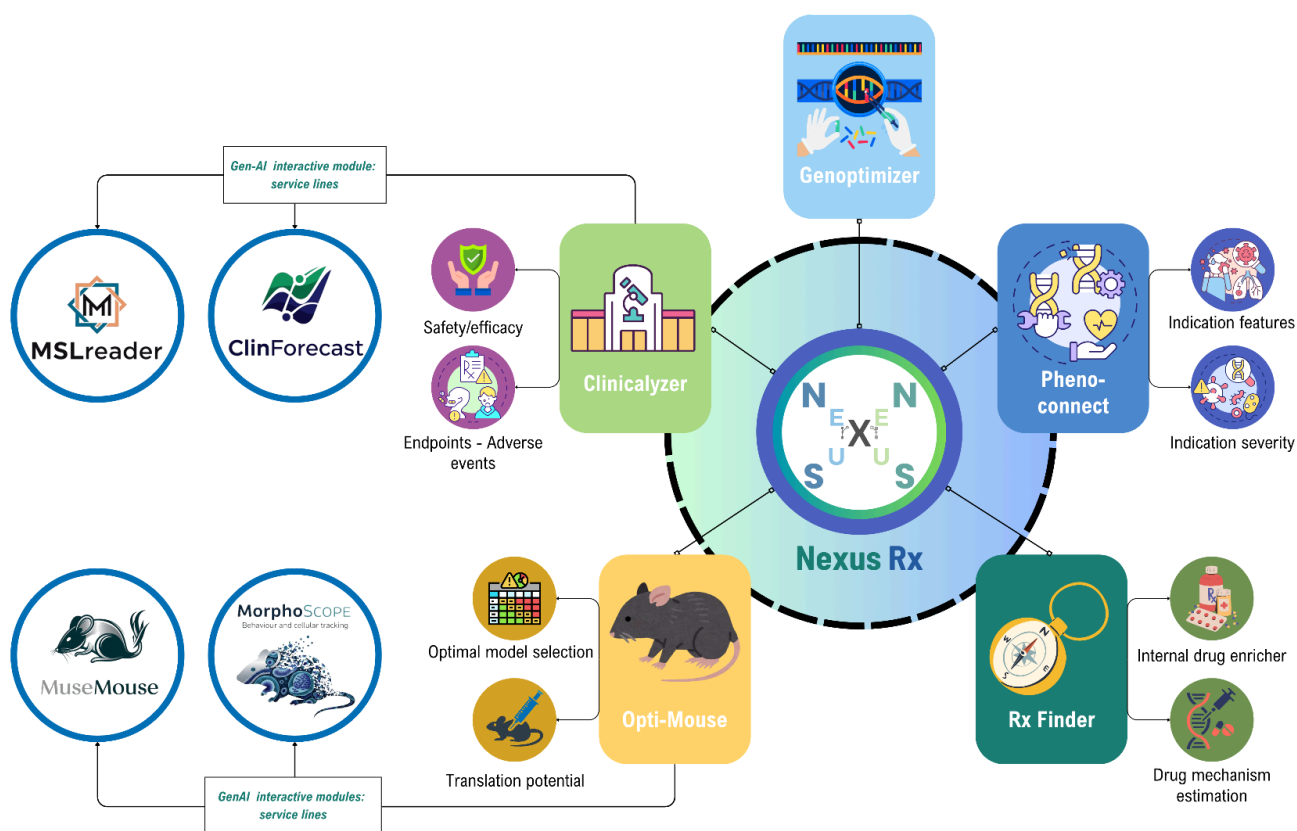 Genoptimizer
Gen-AI interactive module:
service lines
MSLreader
ClinForecast
Safety/efficacy
Endpoints - Adverse
events
Clinicalyzer
Pheno-
connect
Indication features
Indication severity
N E X E N
U U
S S
Nexus Rx
MuseMouse
MORPHOSCOPE
Behaviour and cellular tracking
Optimal model selection
Translation potential
Opti-Mouse
N
E
S
W
Rx Finder
Internal drug enricher
Drug mechanism
estimation
GenAI interactive modules:
service lines